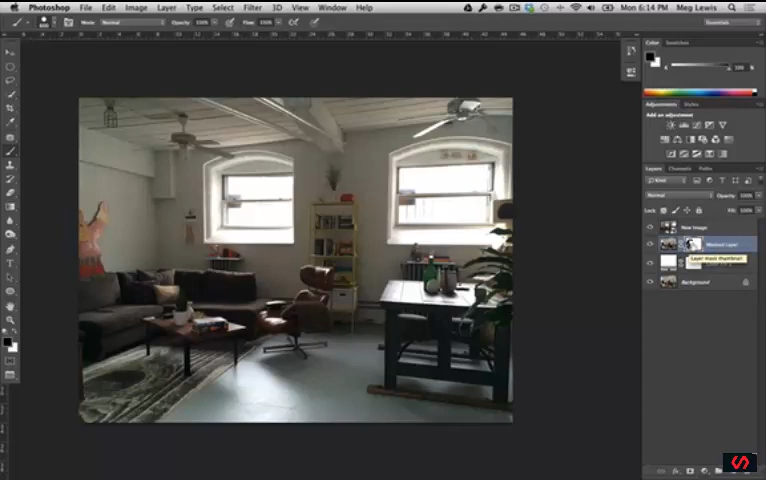 Photoshop File Edit Image Layer Type Select Filter 3D View Window Help
Mon 6:14 PM Meg Lewis
Mode: Normal Opacity: 100% Flow: 100%
Essentials
Color Swatches
K 100 %
Adjustments Styles
Add an adjustment
Layers Channels Paths
Kind
Normal Opacity: 100%
Lock: Fill: 100%
New Image
Masked Layer
Layer mask thumbnail
Background